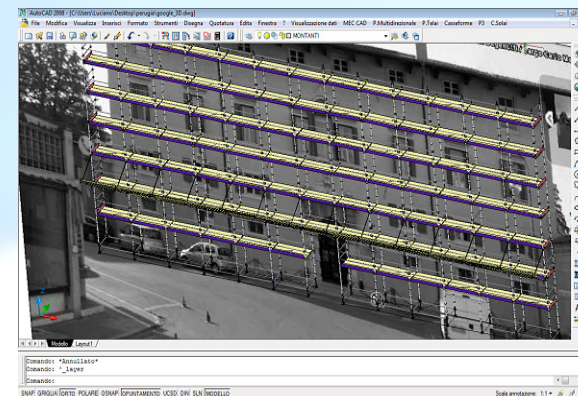 AutoCAD 2008 - [C:\Users\Luciano\Desktop\perugia\google_3D.dwg]
File Modifica Visualizza Inserisci Formato Strumenti Disegna Quotatura Edita Finestra ? Visualizzazione dati MEC CAD P.Multidirezionale P.Telai Casseforme P3 C.Solai
MONTANTI
Largo Carlo
Modello Layout1
Comando: *Annullato*
Comando: '_layer
Comando:
SNAP GRIGLIA ORTO POLARE OSNAP OPUNTAMENTO UCSD DIN SLN MODELLO Scala annotazione: 1:1